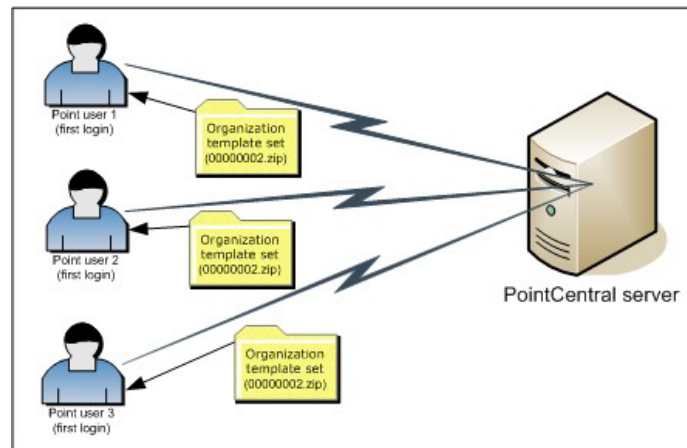 Point user 1
(first login)
Organization
template set
(00000002.zip)
Point user 2
(first login)
Organization
template set
(00000002.zip)
PointCentral server
Point user 3
(first login)
Organization
template set
(00000002.zip)